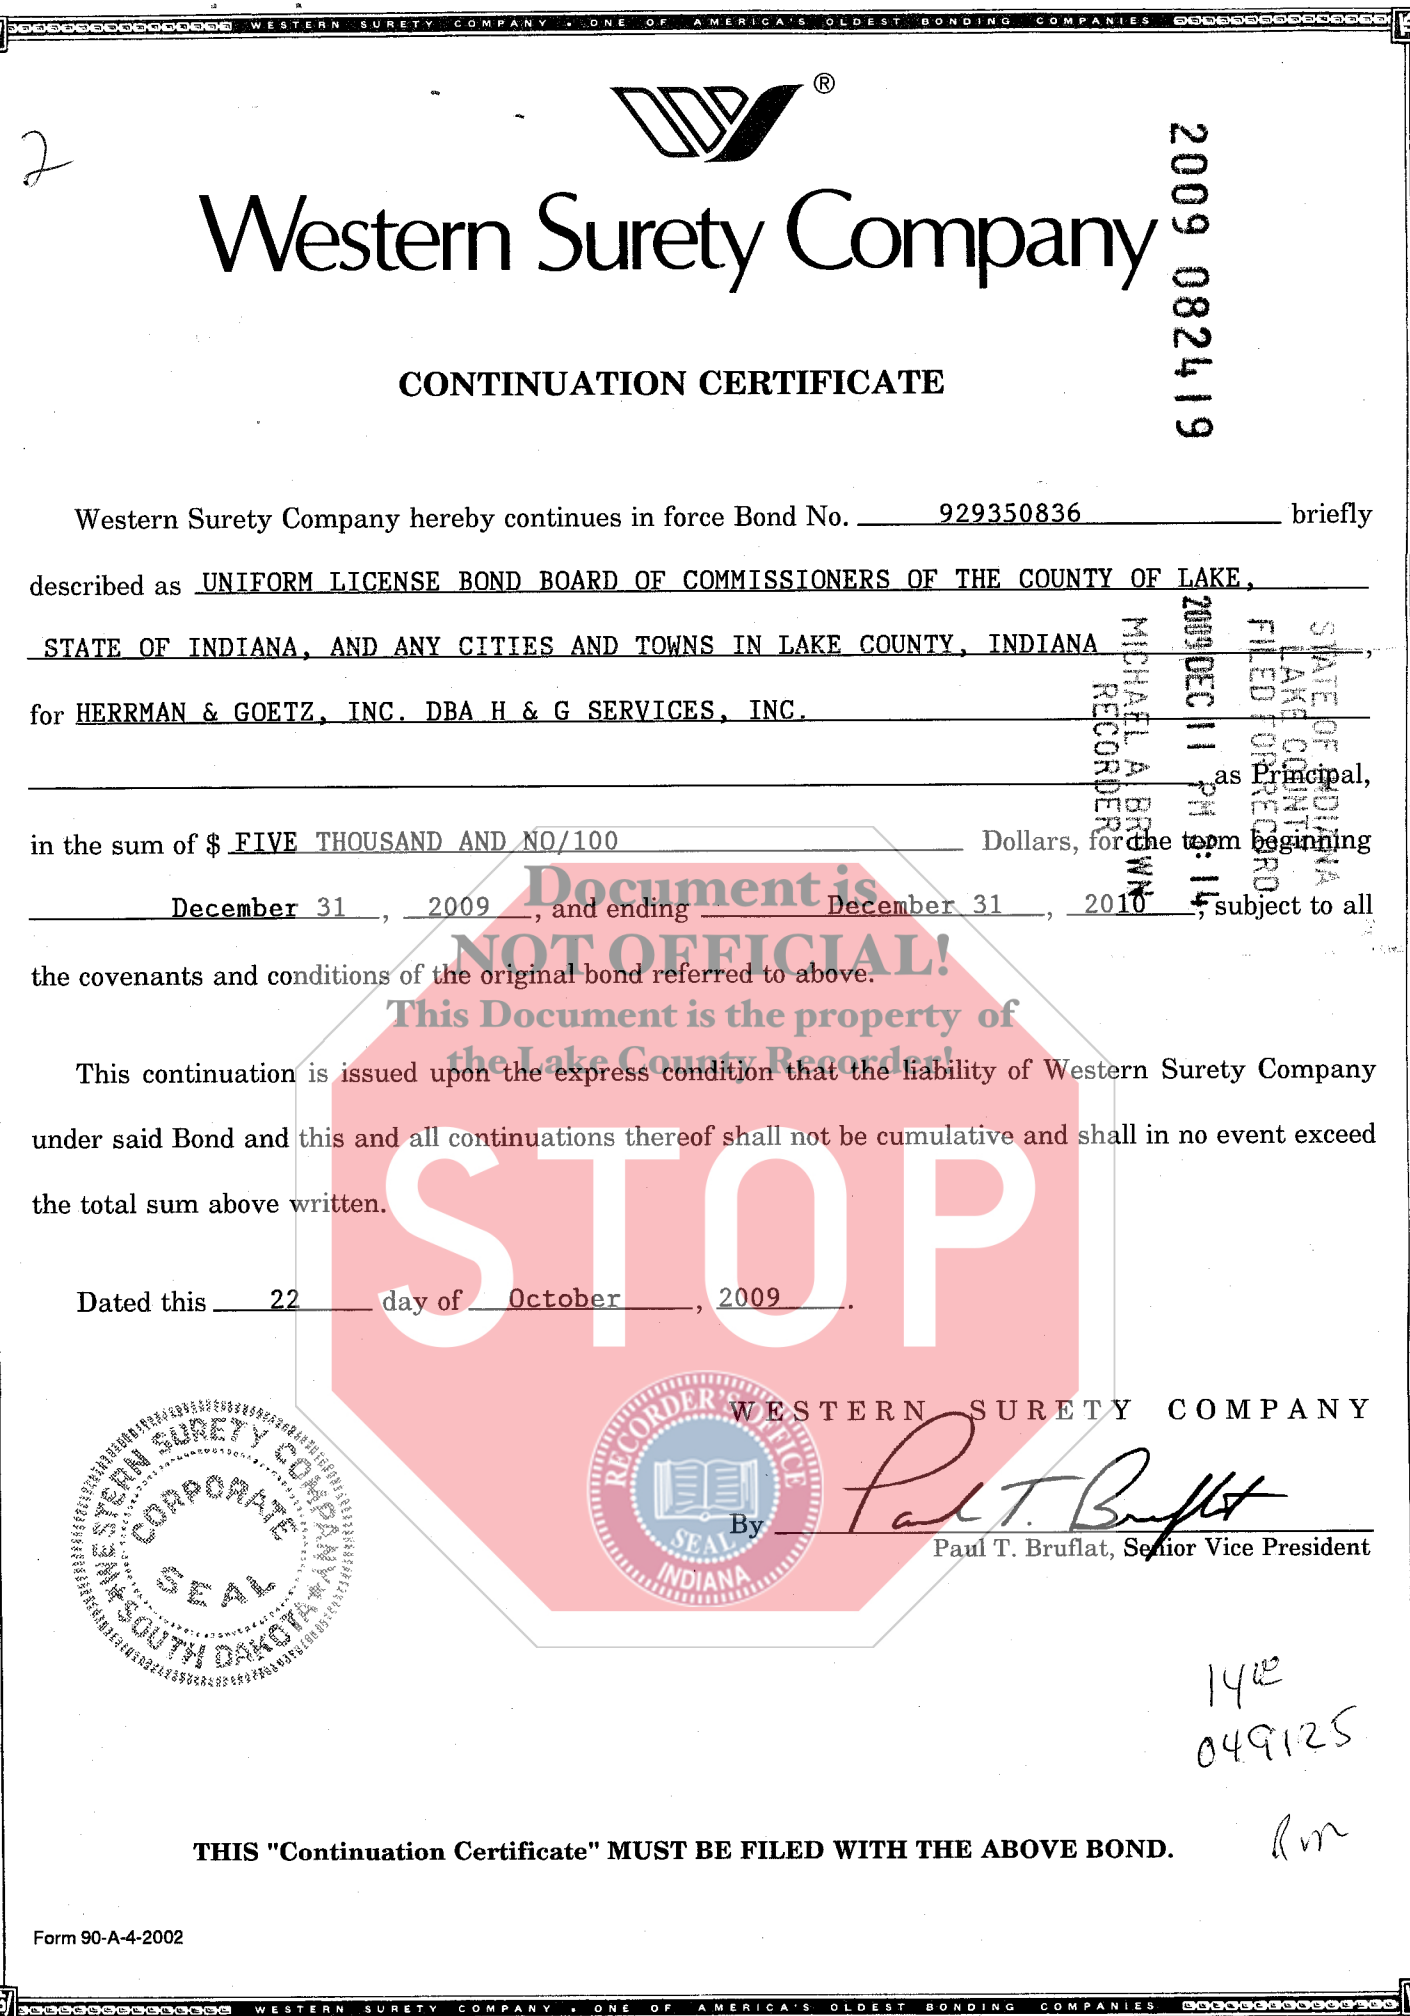 WESTERN SURETY COMPANY • ONE OF AMERICA'S OLDEST BONDING COMPANIES
2
®
Western Surety Company
2009 082419
CONTINUATION CERTIFICATE
Western Surety Company hereby continues in force Bond No. 929350836 briefly
described as UNIFORM LICENSE BOND BOARD OF COMMISSIONERS OF THE COUNTY OF LAKE,
STATE OF INDIANA, AND ANY CITIES AND TOWNS IN LAKE COUNTY, INDIANA,
for HERRMAN & GOETZ, INC. DBA H & G SERVICES, INC.
, as Principal,
in the sum of $ FIVE THOUSAND AND NO/100 Dollars, for the term beginning
December 31, 2009, and ending December 31, 2010, subject to all
the covenants and conditions of the original bond referred to above.
STATE OF INDIANA
LAKE COUNTY
FILED FOR RECORD
2009 DEC 11 PM
MICHAEL A. BROWN
RECORDER
Document is
NOT OFFICIAL!
This Document is the property of
the Lake County Recorder!
This continuation is issued upon the express condition that the liability of Western Surety Company
under said Bond and this and all continuations thereof shall not be cumulative and shall in no event exceed
the total sum above written.
STOP
Dated this 22 day of October, 2009.
WESTERN SURETY COMPANY
SOUTH DAKOTA
CORPORATE
SEAL
RECORDER'S OFFICE
SEAL
INDIANA
WESTERN SURETY COMPANY
By Paul T. Bruflat
Paul T. Bruflat, Senior Vice President
049125
Rm
THIS "Continuation Certificate" MUST BE FILED WITH THE ABOVE BOND.
Form 90-A-4-2002
WESTERN SURETY COMPANY • ONE OF AMERICA'S OLDEST BONDING COMPANIES